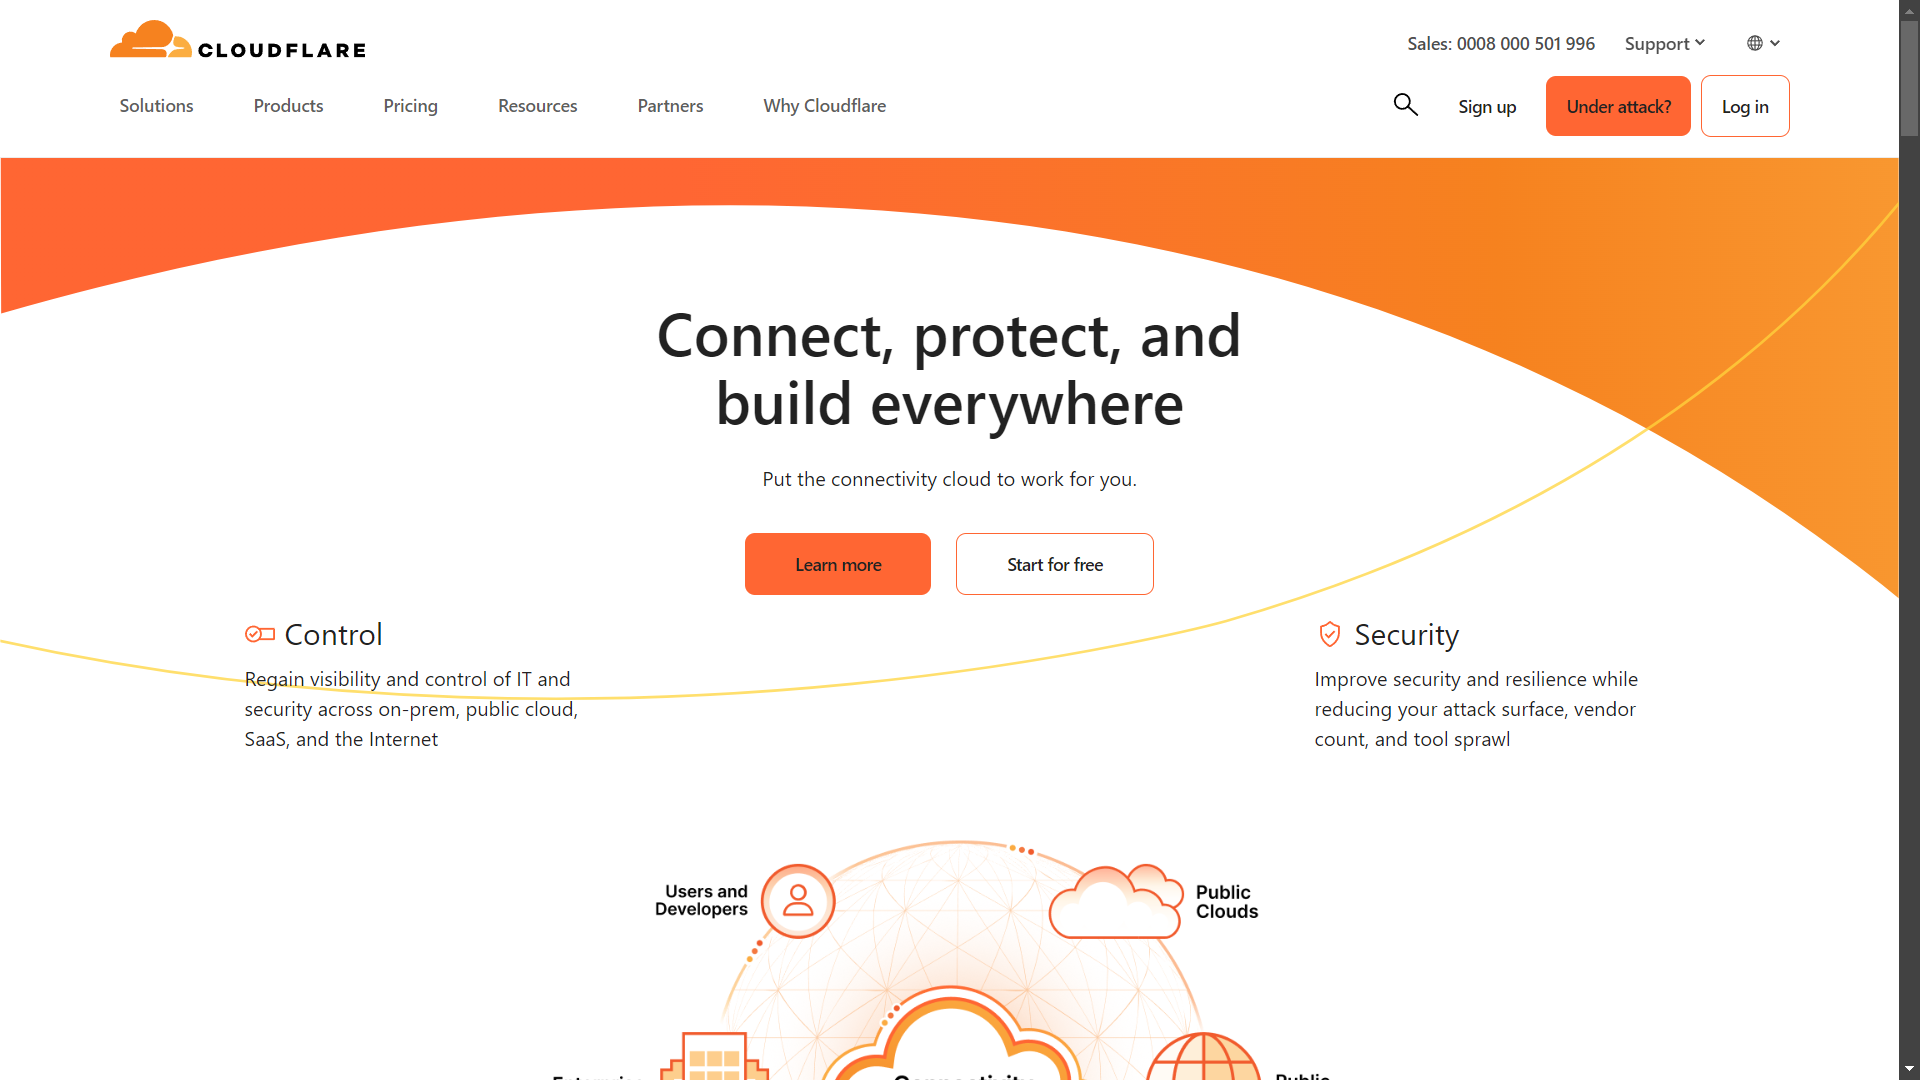 CLOUDFLARE
Sales: 0008 000 501 996
Support
Solutions
Products
Pricing
Resources
Partners
Why Cloudflare
Sign up
Under attack?
Log in
Connect, protect, and
build everywhere
Put the connectivity cloud to work for you.
Learn more
Start for free
Control
Regain visibility and control of IT and
security across on-prem, public cloud,
SaaS, and the Internet
Security
Improve security and resilience while
reducing your attack surface, vendor
count, and tool sprawl
Users and
Developers
Public
Clouds
Connectivity
Public